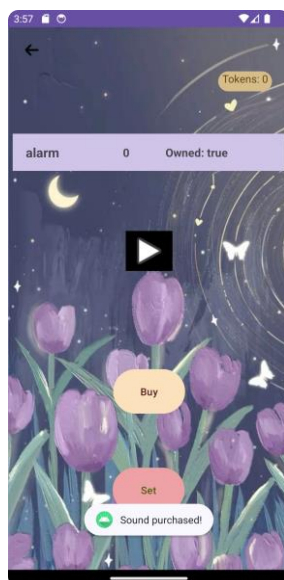 3:57
Tokens: 0
alarm 0 Owned: true
Buy
Set
Sound purchased!